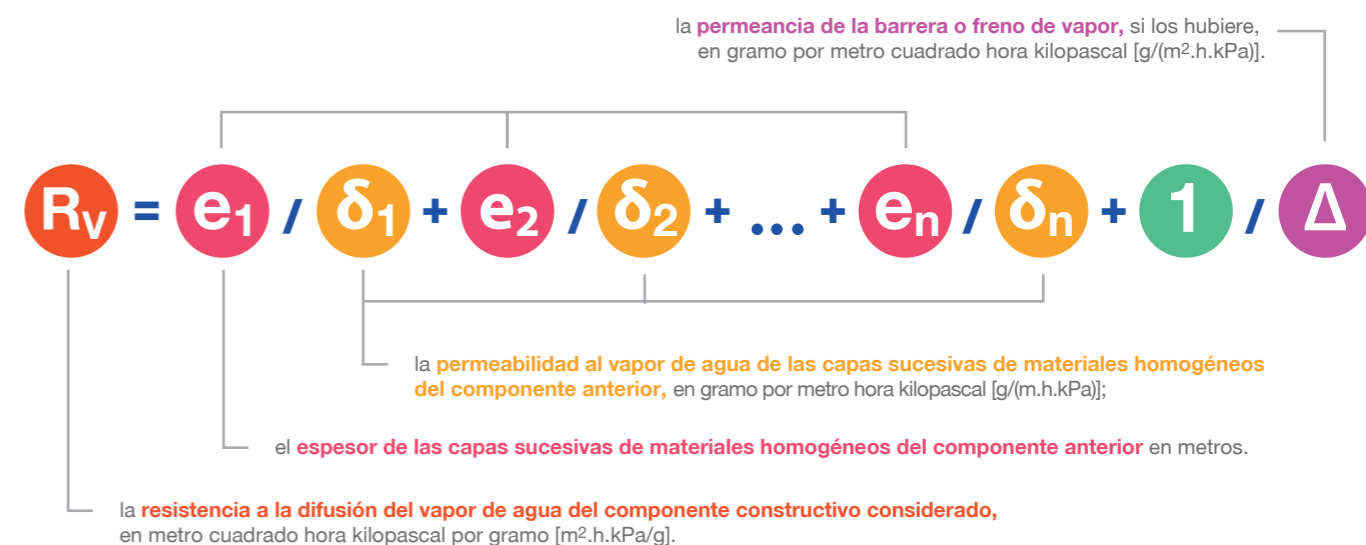 la permeancia de la barrera o freno de vapor, si los hubiere,
en gramo por metro cuadrado hora kilopascal [g/(m².h.kPa)].
Rᵥ = e₁ / δ₁ + e₂ / δ₂ + ... + eₙ / δₙ + 1 / Δ
la permeabilidad al vapor de agua de las capas sucesivas de materiales homogéneos
del componente anterior, en gramo por metro hora kilopascal [g/(m.h.kPa)];
el espesor de las capas sucesivas de materiales homogéneos del componente anterior en metros.
la resistencia a la difusión del vapor de agua del componente constructivo considerado,
en metro cuadrado hora kilopascal por gramo [m².h.kPa/g].